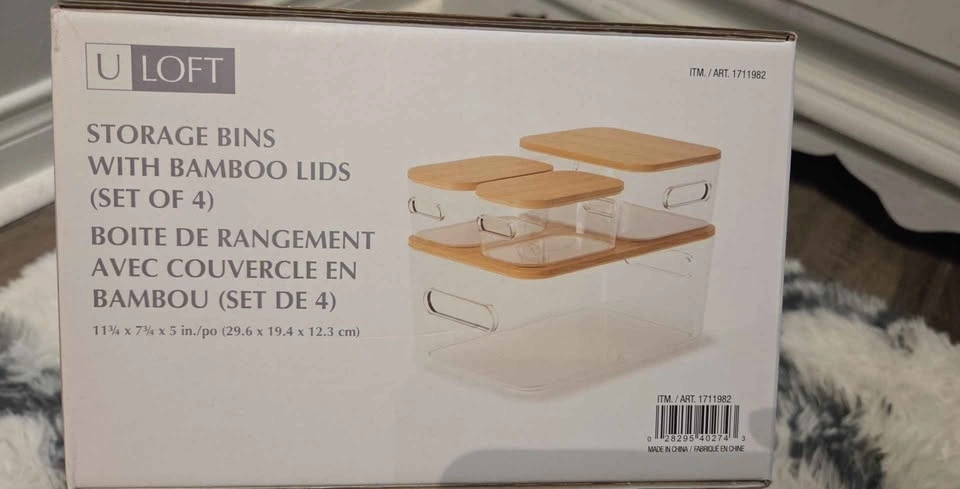 U LOFT
ITM. / ART. 1711982
STORAGE BINS
WITH BAMBOO LIDS
(SET OF 4)
BOITE DE RANGEMENT
AVEC COUVERCLE EN
BAMBOU (SET DE 4)
11¾ x 7¾ x 5 in./po (29.6 x 19.4 x 12.3 cm)
ITM. / ART. 1711982
0 28295 40274 3
MADE IN CHINA / FABRIQUÉ EN CHINE